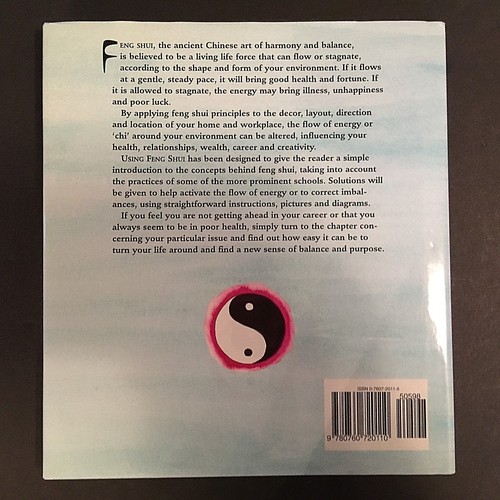 FENG SHUI, the ancient Chinese art of harmony and balance,
is believed to be a living life force that can flow or stagnate,
according to the shape and form of your environment. If it flows
at a gentle, steady pace, it will bring good health and fortune. If
it is allowed to stagnate, the energy may bring illness, unhappiness
and poor luck.
By applying feng shui principles to the decor, layout, direction
and location of your home and workplace, the flow of energy or
'chi' around your environment can be altered, influencing your
health, relationships, wealth, career and creativity.
USING FENG SHUI has been designed to give the reader a simple
introduction to the concepts behind feng shui, taking into account
the practices of some of the more prominent schools. Solutions will
be given to help activate the flow of energy or to correct imbal-
ances, using straightforward instructions, pictures and diagrams.
If you feel you are not getting ahead in your career or that you
always seem to be in poor health, simply turn to the chapter con-
cerning your particular issue and find out how easy it can be to
turn your life around and find a new sense of balance and purpose.
ISBN 0-7607-2011-8
50598
9 780760 720110